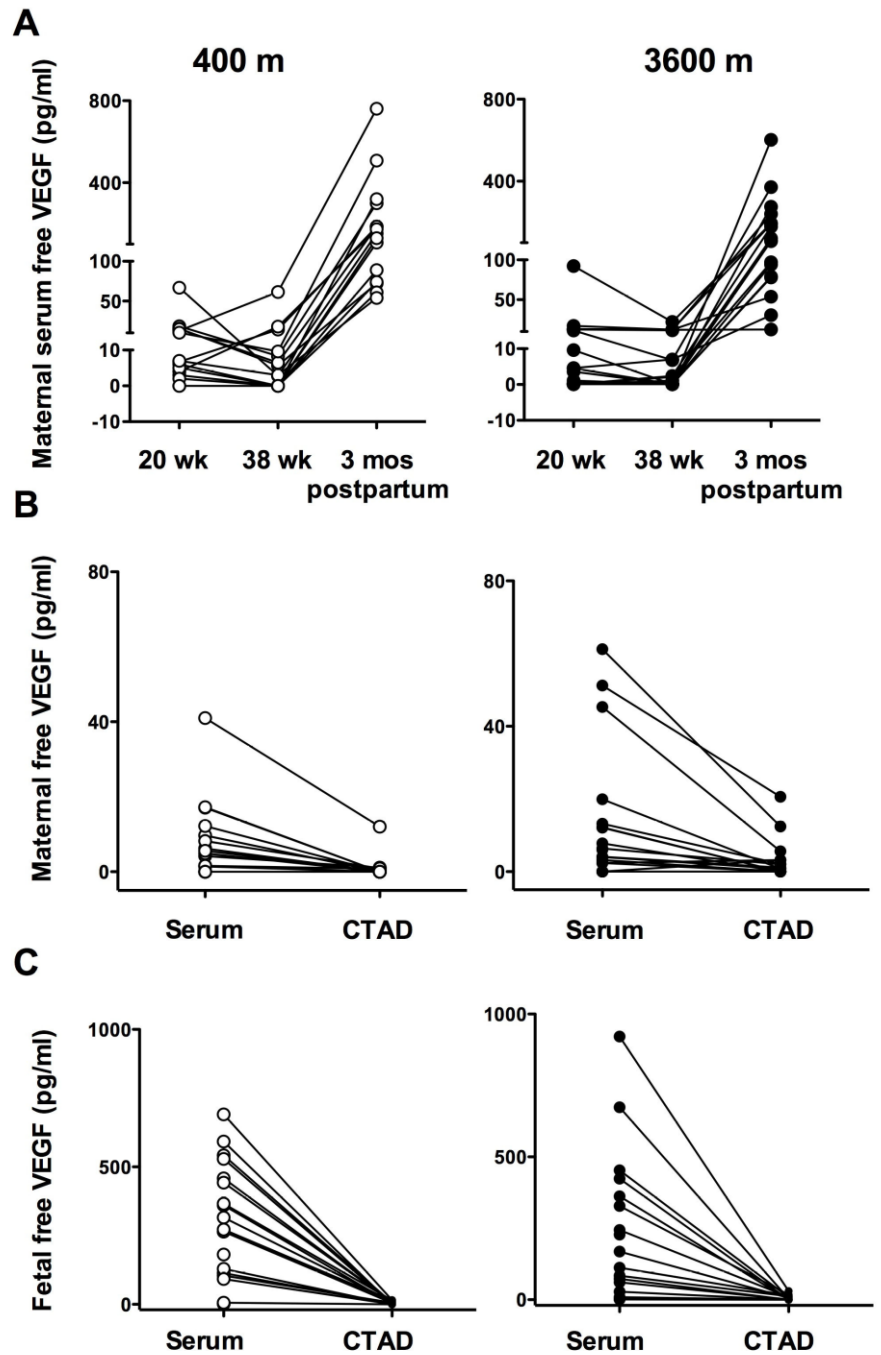 A
400 m
3600 m
Maternal serum free VEGF (pg/ml)
800
400
100
50
10
0
-10
20 wk 38 wk 3 mos
postpartum
800
400
100
50
10
0
-10
20 wk 38 wk 3 mos
postpartum
B
Maternal free VEGF (pg/ml)
80
40
0
Serum CTAD
80
40
0
Serum CTAD
C
Fetal free VEGF (pg/ml)
1000
500
0
Serum CTAD
1000
500
0
Serum CTAD